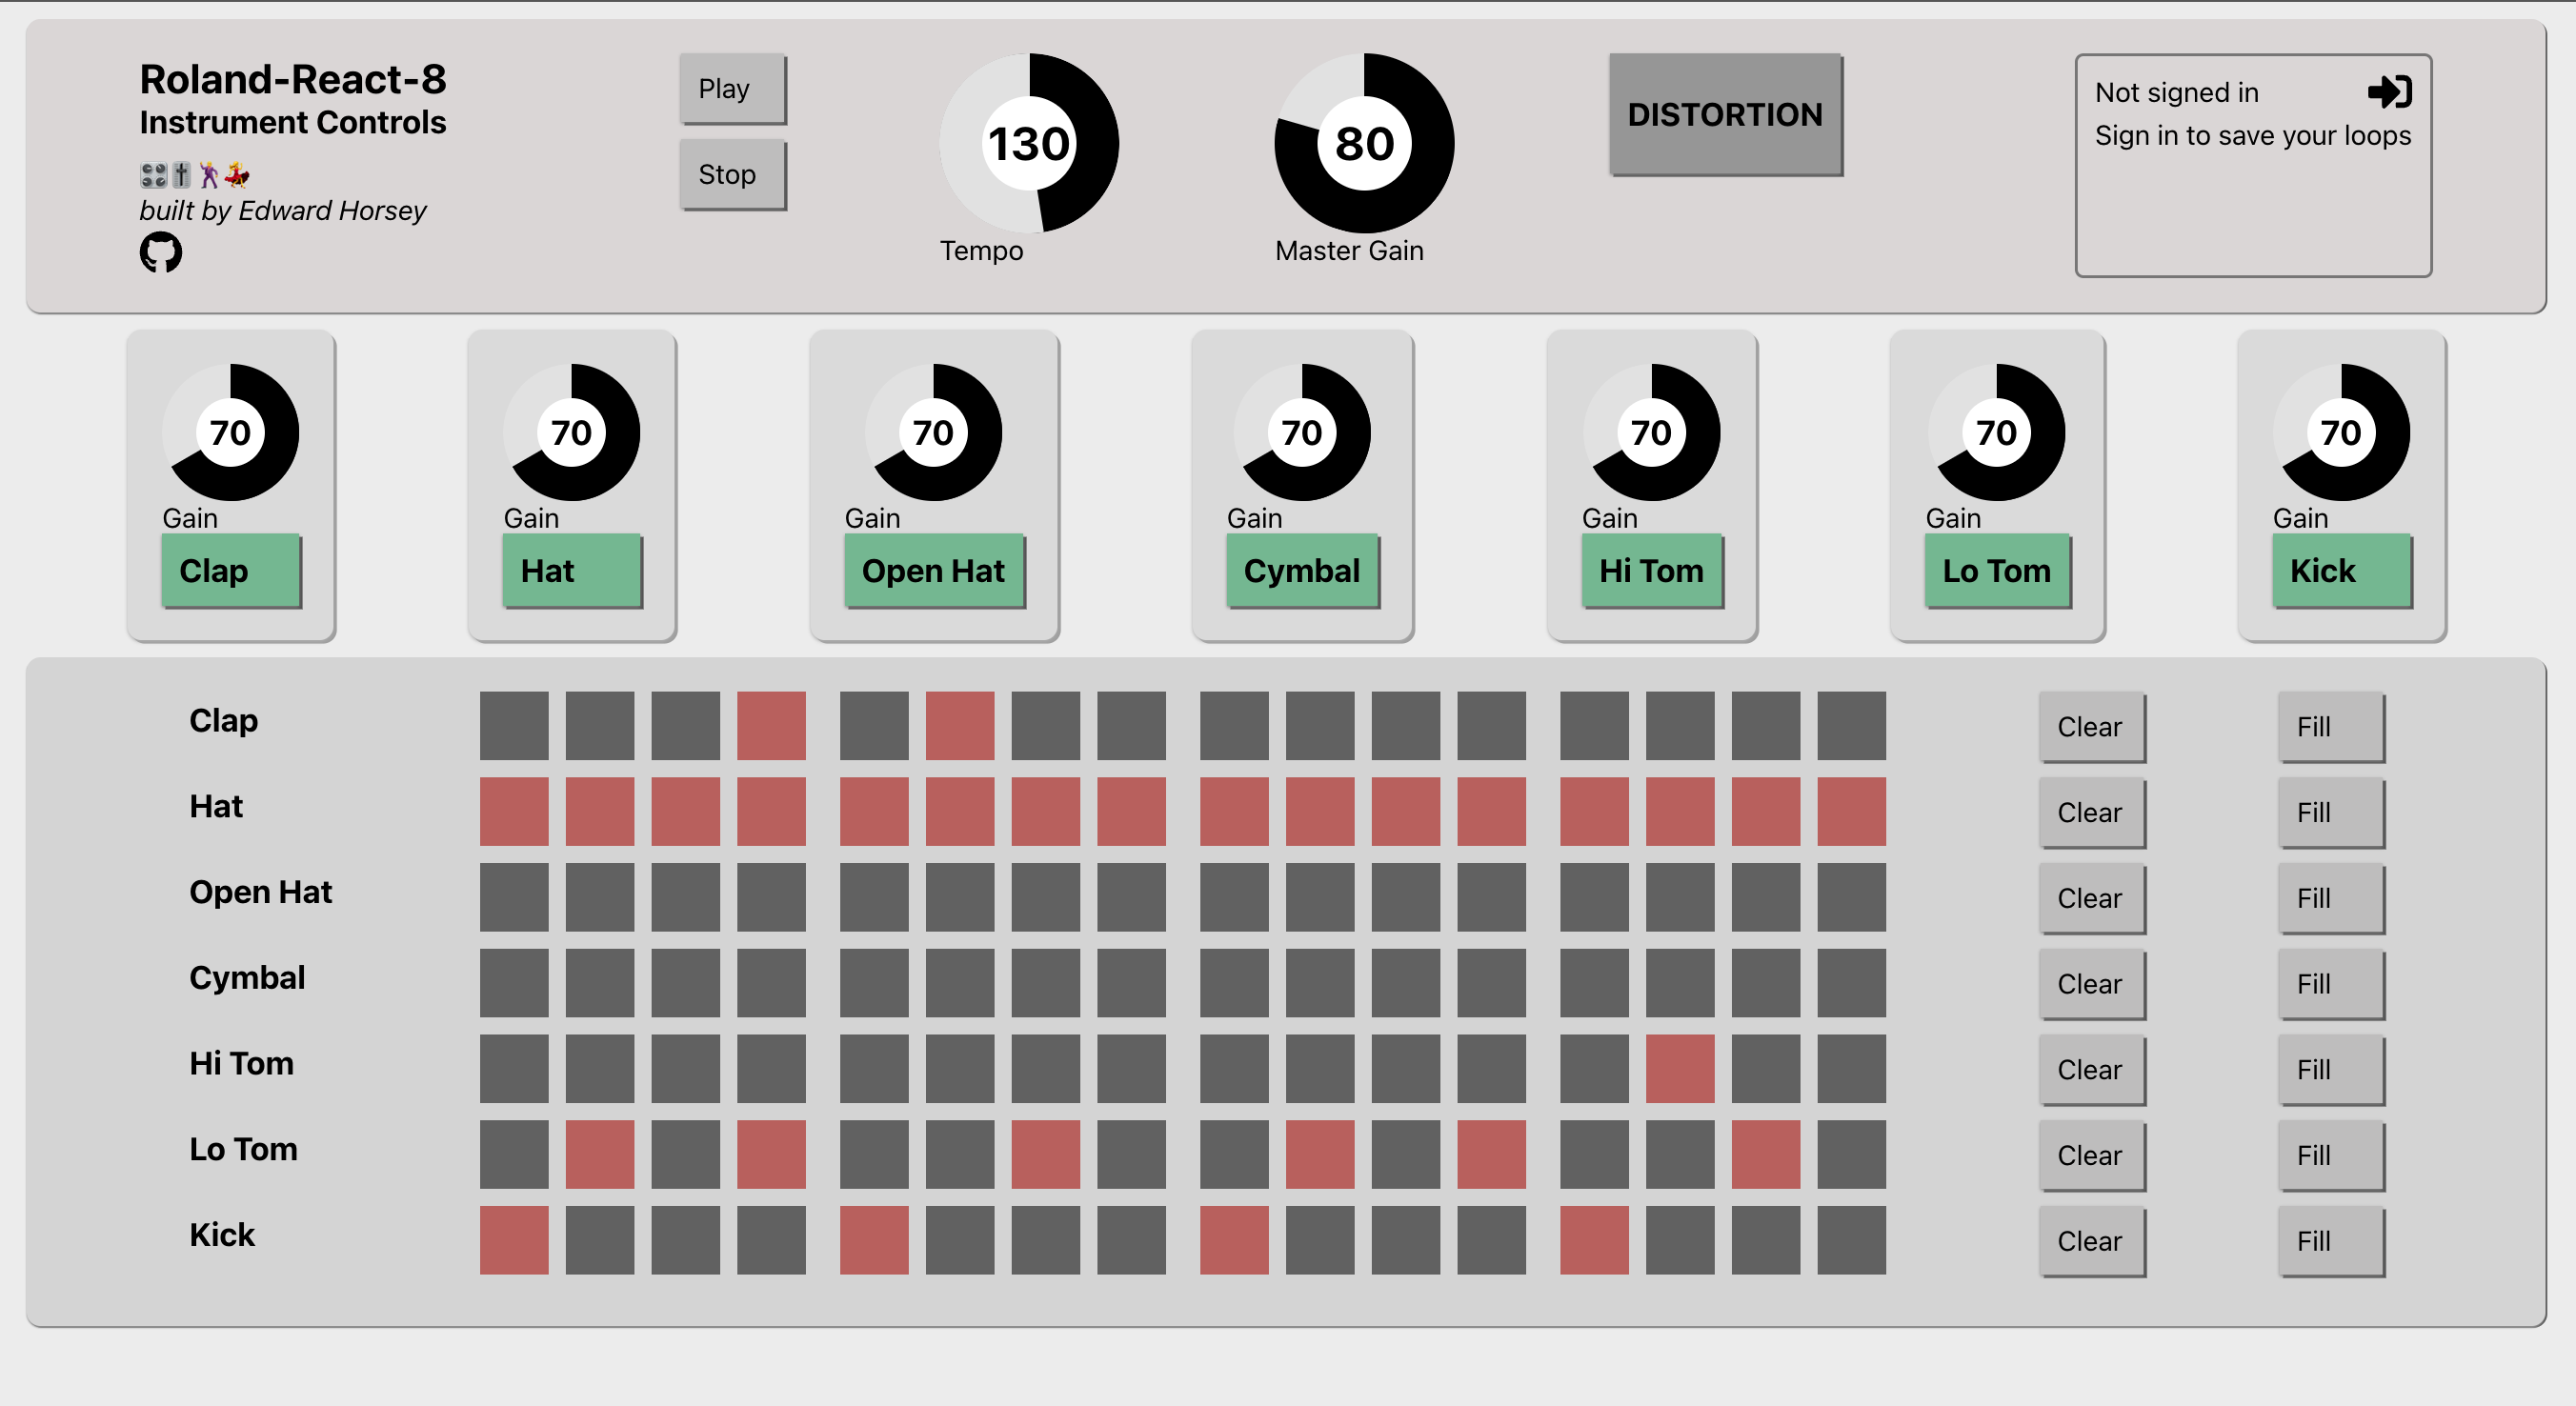 Roland-React-8
Instrument Controls
🎛🎚🕺💃
built by Edward Horsey
Play
Stop
130
Tempo
80
Master Gain
DISTORTION
Not signed in
Sign in to save your loops
70
Gain
Clap
70
Gain
Hat
70
Gain
Open Hat
70
Gain
Cymbal
70
Gain
Hi Tom
70
Gain
Lo Tom
70
Gain
Kick
Clap Clear Fill
Hat Clear Fill
Open Hat Clear Fill
Cymbal Clear Fill
Hi Tom Clear Fill
Lo Tom Clear Fill
Kick Clear Fill